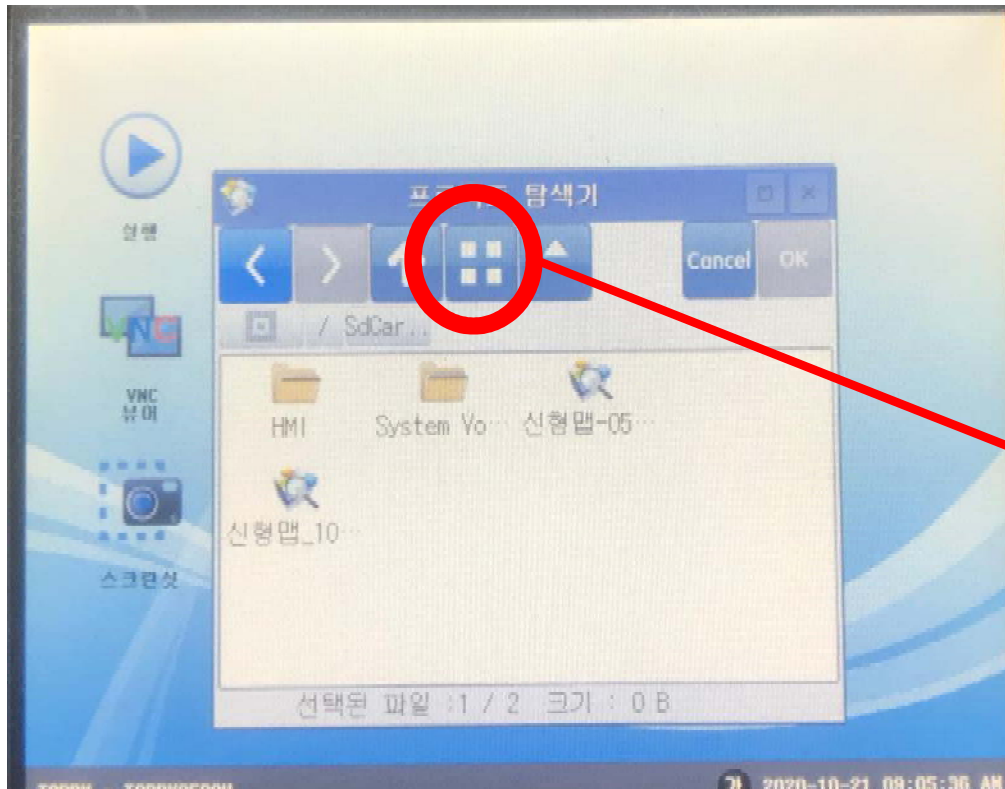 실행
VNC
뷰어
스크린샷
탐색기
Cancel
OK
/ SdCar...
HMI
System Vo...
신형맵-05...
신형맵_10...
선택된 파일 :1 / 2 크기 : 0 B
가
2020-10-21 09:05:36 AM